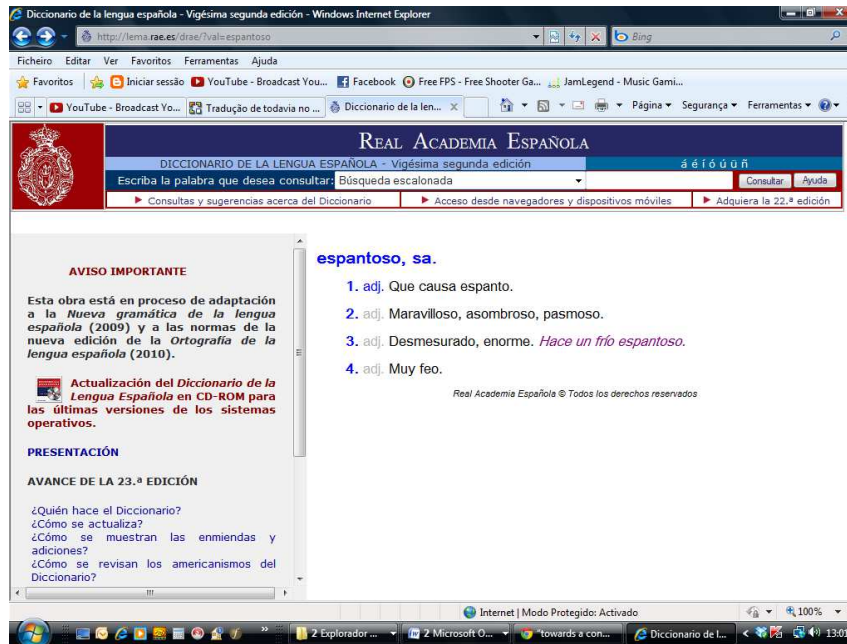 Diccionario de la lengua española - Vigésima segunda edición - Windows Internet Explorer
http://lema.rae.es/drae/?val=espantoso
Bing
Ficheiro Editar Ver Favoritos Ferramentas Ajuda
Favoritos Iniciar sessão YouTube - Broadcast You... Facebook Free FPS - Free Shooter Ga... JamLegend - Music Gami...
YouTube - Broadcast Yo... Tradução de todavia no ... Diccionario de la len... x Página Segurança Ferramentas
REAL ACADEMIA ESPAÑOLA
DICCIONARIO DE LA LENGUA ESPAÑOLA - Vigésima segunda edición á é í ó ú ü ñ
Escriba la palabra que desea consultar: Búsqueda escalonada Consultar Ayuda
Consultas y sugerencias acerca del Diccionario Acceso desde navegadores y dispositivos móviles Adquiera la 22.ª edición
AVISO IMPORTANTE
Esta obra está en proceso de adaptación
a la Nueva gramática de la lengua
española (2009) y a las normas de la
nueva edición de la Ortografía de la
lengua española (2010).
Actualización del Diccionario de la
Lengua Española en CD-ROM para
las últimas versiones de los sistemas
operativos.
PRESENTACIÓN
AVANCE DE LA 23.ª EDICIÓN
¿Quién hace el Diccionario?
¿Cómo se actualiza?
¿Cómo se muestran las enmiendas y
adiciones?
¿Cómo se revisan los americanismos del
Diccionario?
espantoso, sa.
1. adj. Que causa espanto.
2. adj. Maravilloso, asombroso, pasmoso.
3. adj. Desmesurado, enorme. Hace un frío espantoso.
4. adj. Muy feo.
Real Academia Española © Todos los derechos reservados
Internet | Modo Protegido: Activado 100%
2 Explorador ... 2 Microsoft O... "towards a con... Diccionario de l... 13:01